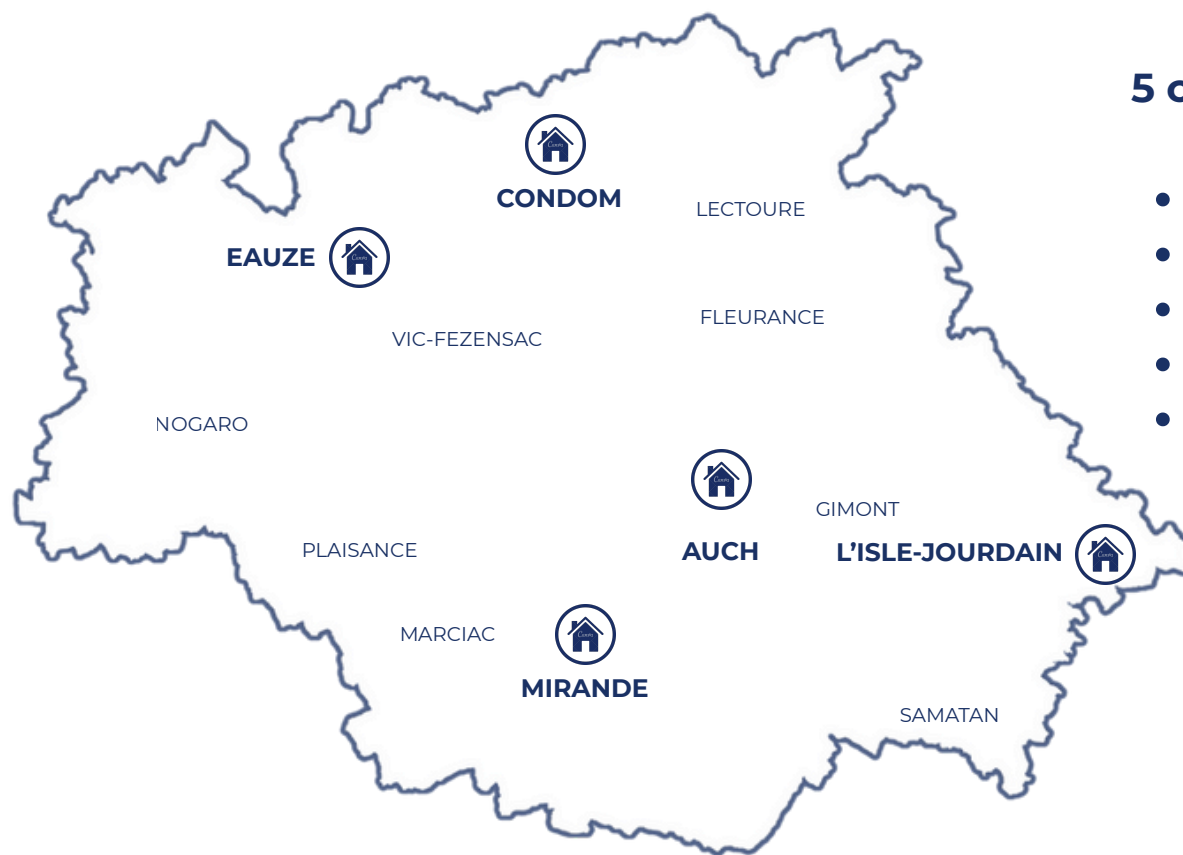 5 c
CONDOM
LECTOURE
EAUZE
FLEURANCE
VIC-FEZENSAC
NOGARO
GIMONT
PLAISANCE
AUCH
L'ISLE-JOURDAIN
MARCIAC
MIRANDE
SAMATAN